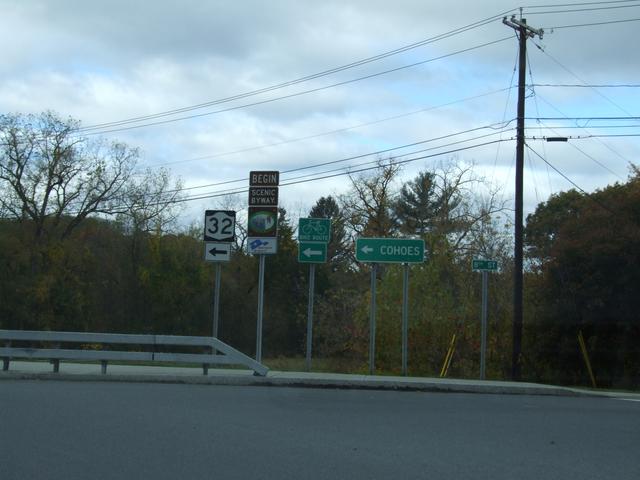 32
BEGIN
SCENIC
BYWAY
BIKE ROUTE
COHOES